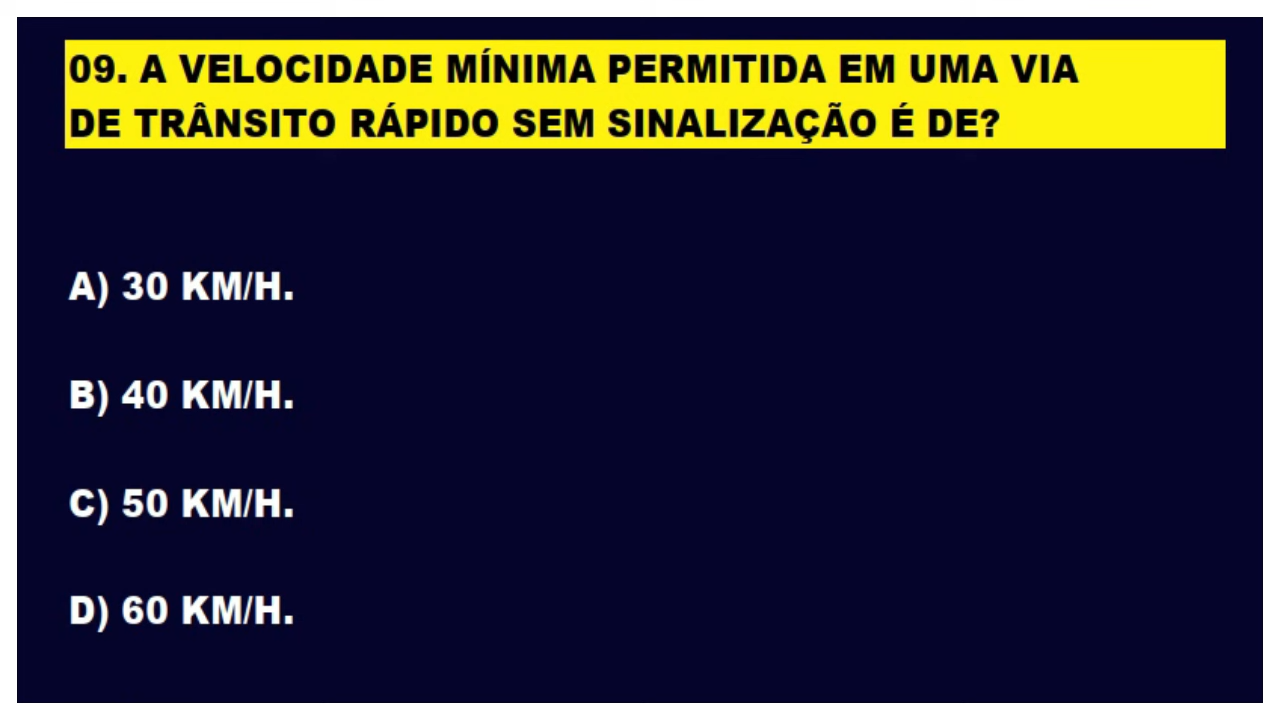 09. A VELOCIDADE MÍNIMA PERMITIDA EM UMA VIA
DE TRÂNSITO RÁPIDO SEM SINALIZAÇÃO É DE?
A) 30 KM/H.
B) 40 KM/H.
C) 50 KM/H.
D) 60 KM/H.